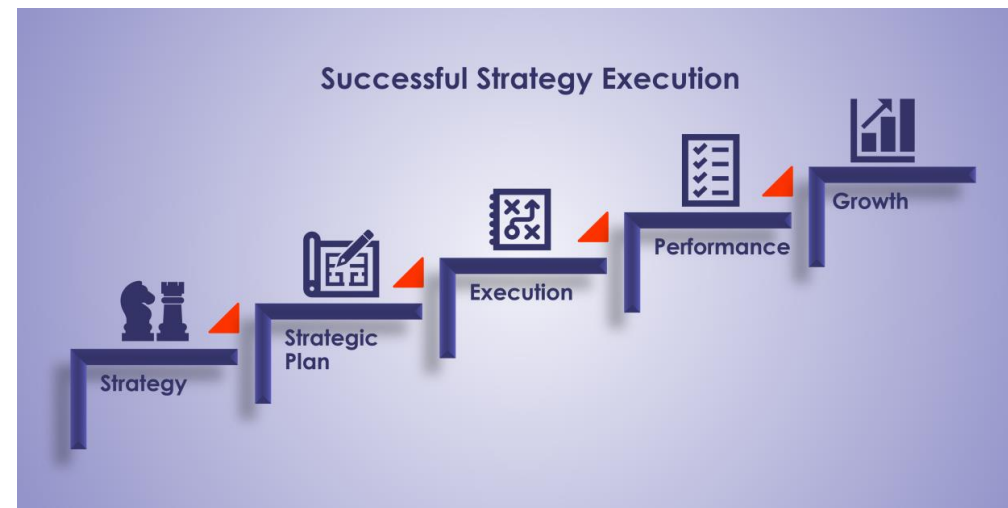 Successful Strategy Execution
Strategy
Strategic
Plan
Execution
Performance
Growth